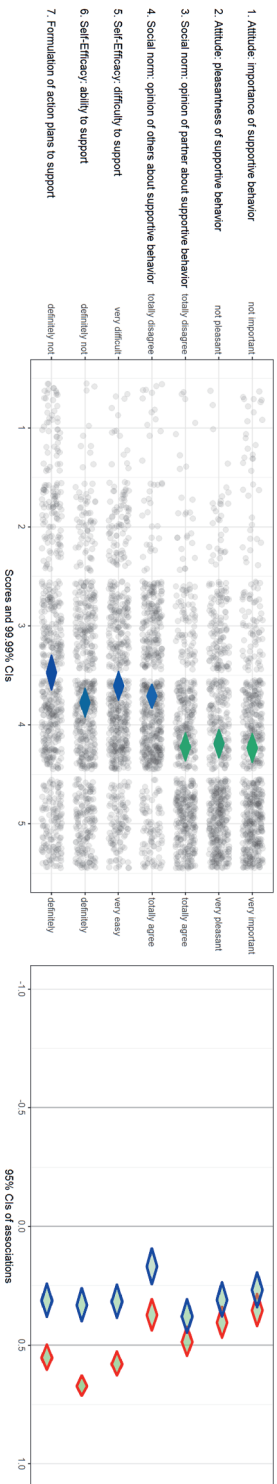 1. Attitude: importance of supportive behavior
2. Attitude: pleasantness of supportive behavior
3. Social norm: opinion of partner about supportive behavior
4. Social norm: opinion of others about supportive behavior
5. Self-Efficacy: difficulty to support
6. Self-Efficacy: ability to support
7. Formulation of action plans to support
not important
not pleasant
totally disagree
totally disagree
very difficult
definitely not
definitely not
1 2 3 4 5
Scores and 99.99% CIs
very important
very pleasant
totally agree
totally agree
very easy
definitely
definitely
-1.0 -0.5 0.0 0.5 1.0
95% CIs of associations